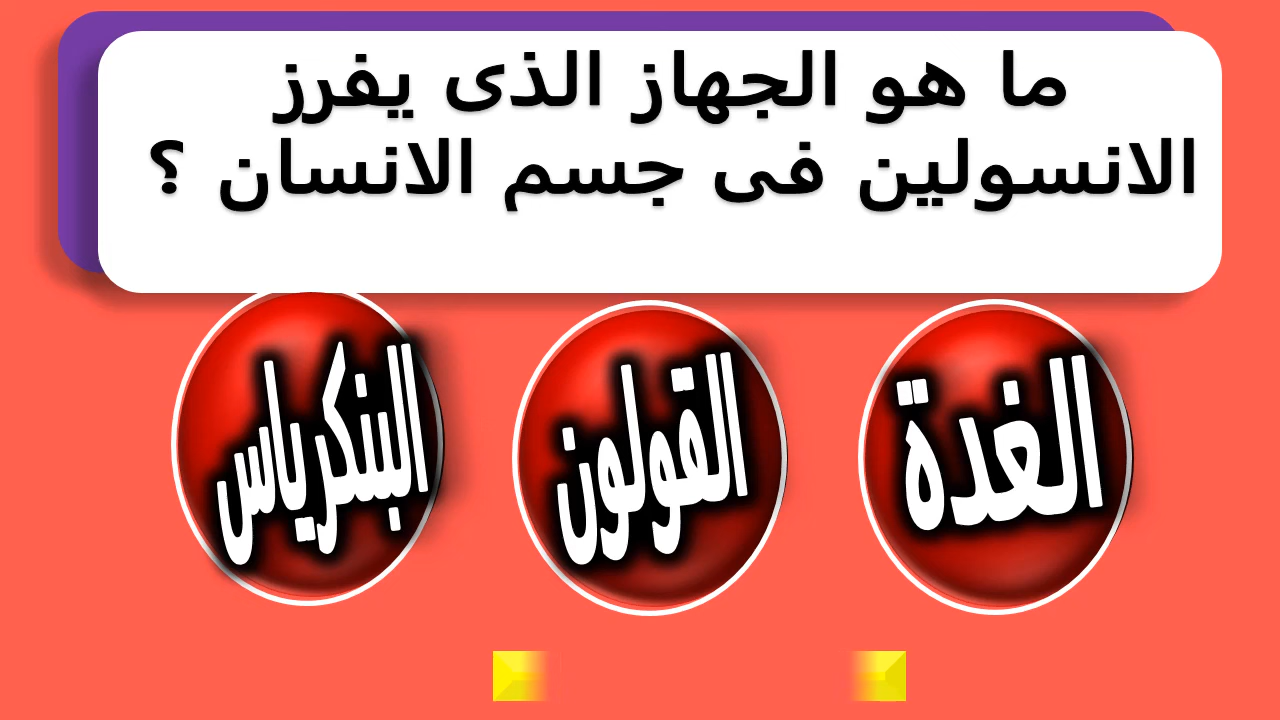 ما هو الجهاز الذى يفرز
الانسولين فى جسم الانسان ؟
الغدة
القولون
البنكرياس